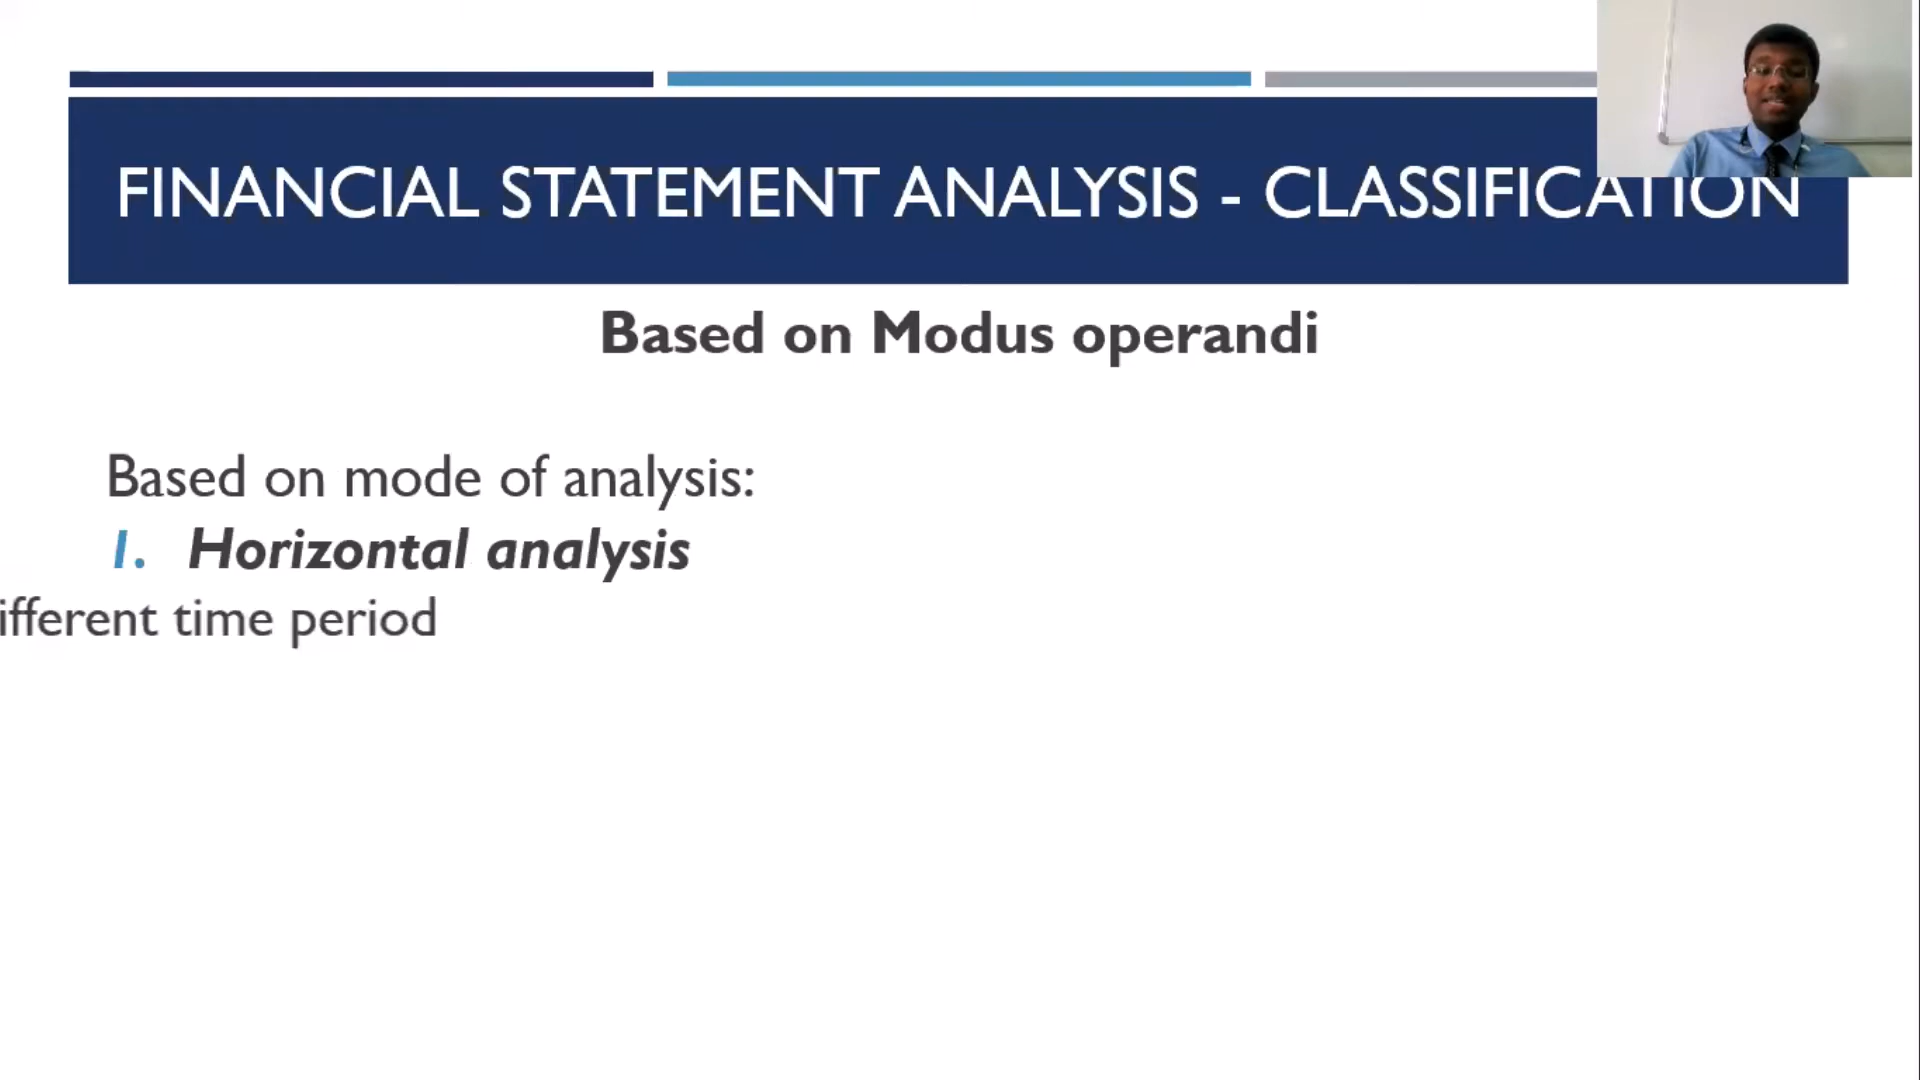 FINANCIAL STATEMENT ANALYSIS - CLASSIFICATION
Based on Modus operandi
Based on mode of analysis:
1. Horizontal analysis
ifferent time period